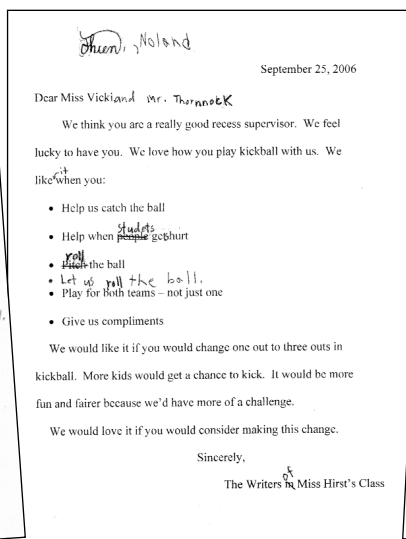 Thien, Noland
September 25, 2006
Dear Miss Vicki and Mr. Thornnock
We think you are a really good recess supervisor. We feel
lucky to have you. We love how you play kickball with us. We
like it when you:
• Help us catch the ball
• Help when people studets get hurt
• Pitch roll the ball
• Let us roll the ball.
• Play for both teams – not just one
• Give us compliments
We would like it if you would change one out to three outs in
kickball. More kids would get a chance to kick. It would be more
fun and fairer because we'd have more of a challenge.
We would love it if you would consider making this change.
Sincerely,
The Writers in of Miss Hirst's Class